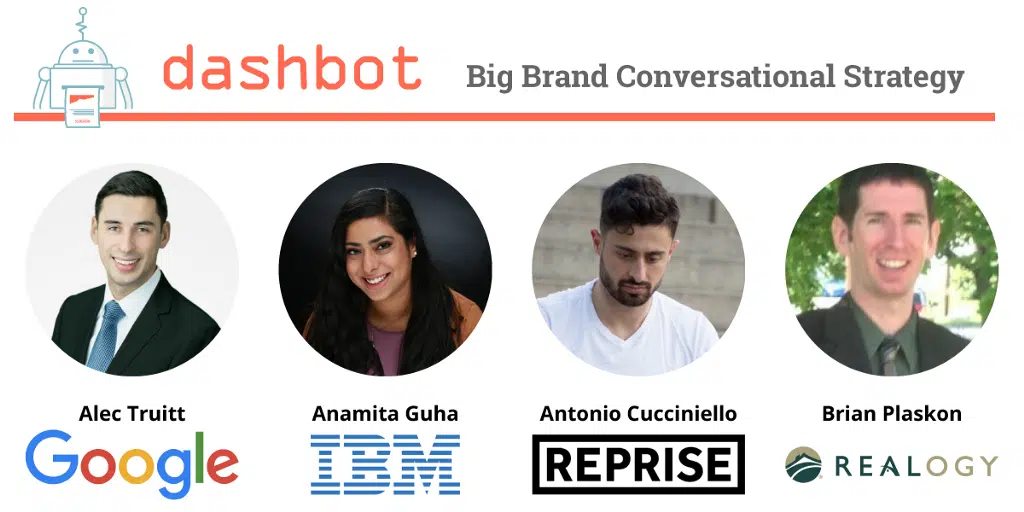 dashbot
Big Brand Conversational Strategy
Alec Truitt
Anamita Guha
Antonio Cucciniello
Brian Plaskon
Google
IBM
REPRISE
REALOGY